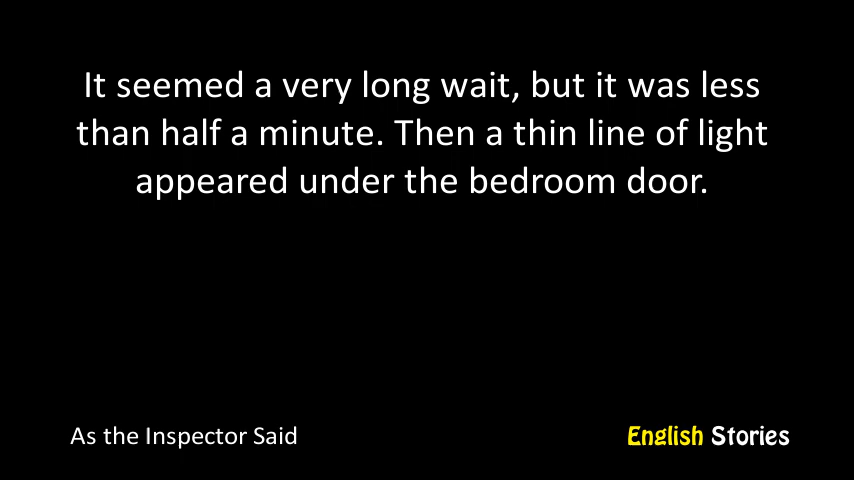 It seemed a very long wait, but it was less
than half a minute. Then a thin line of light
appeared under the bedroom door.
As the Inspector Said
English Stories